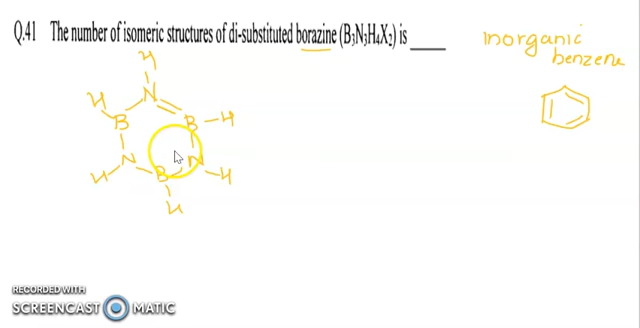 Q.41 The number of isomeric structures of di-substituted borazine (B₃N₃H₄X₂) is ____
inorganic
benzene
H
H N
B B - H
N N
H B H
H
RECORDED WITH
SCREENCAST MATIC